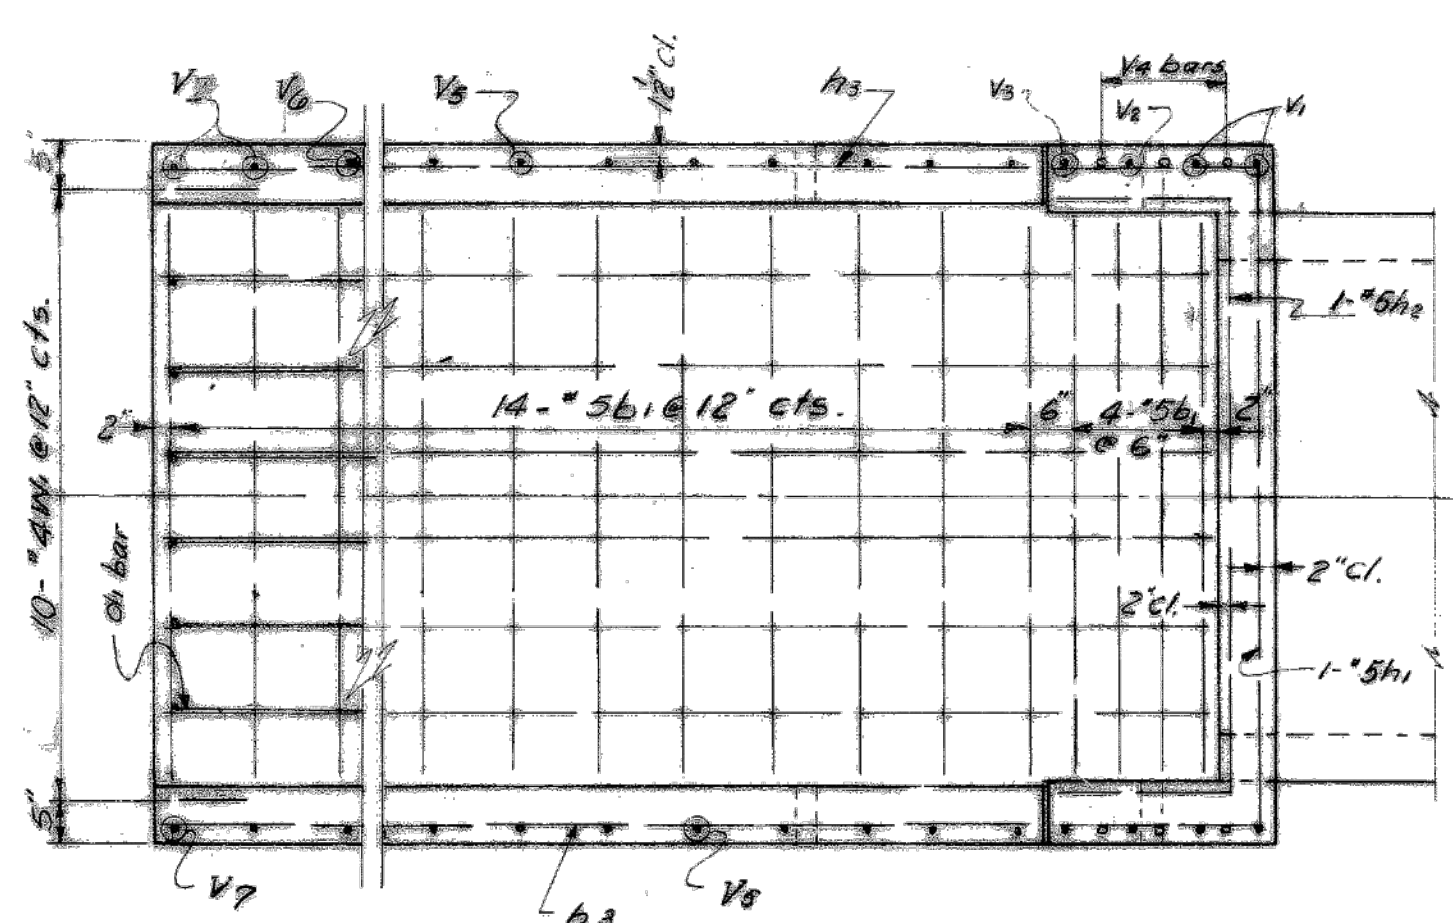 V7
V6
V5
1½" cl.
h3
V3
V4 bars
V2
V1
5"
1-#5h2
10-#4W1 @ 12" cts.
2"
14-#5b1 @ 12" cts.
6"
4-#5b1
@ 6"
2"
d1 bar
2" cl.
2" cl.
1-#5h1
5"
V7
V8
h3